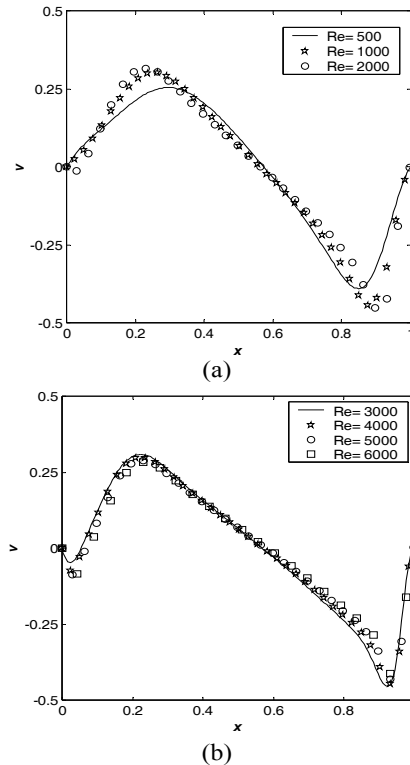 0.5
Re= 500
Re= 1000
Re= 2000
0.25
v
0
-0.25
-0.5
0 0.2 0.4 0.6 0.8 1
x
(a)
0.5
Re= 3000
Re= 4000
Re= 5000
Re= 6000
0.25
v
0
-0.25
-0.5
0 0.2 0.4 0.6 0.8
x
(b)